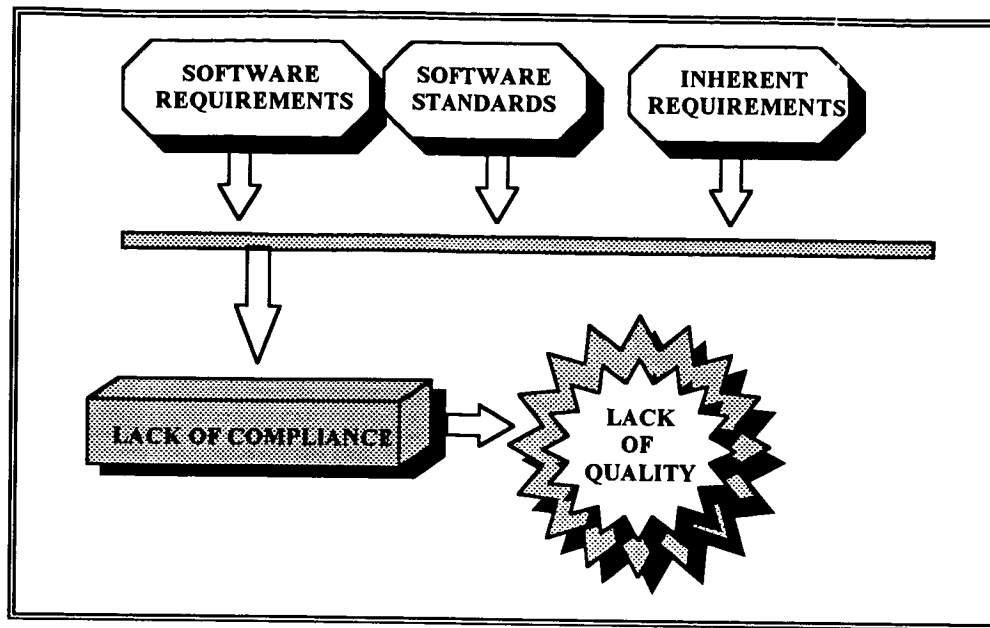 SOFTWARE
REQUIREMENTS
SOFTWARE
STANDARDS
INHERENT
REQUIREMENTS
LACK OF COMPLIANCE
LACK
OF
QUALITY